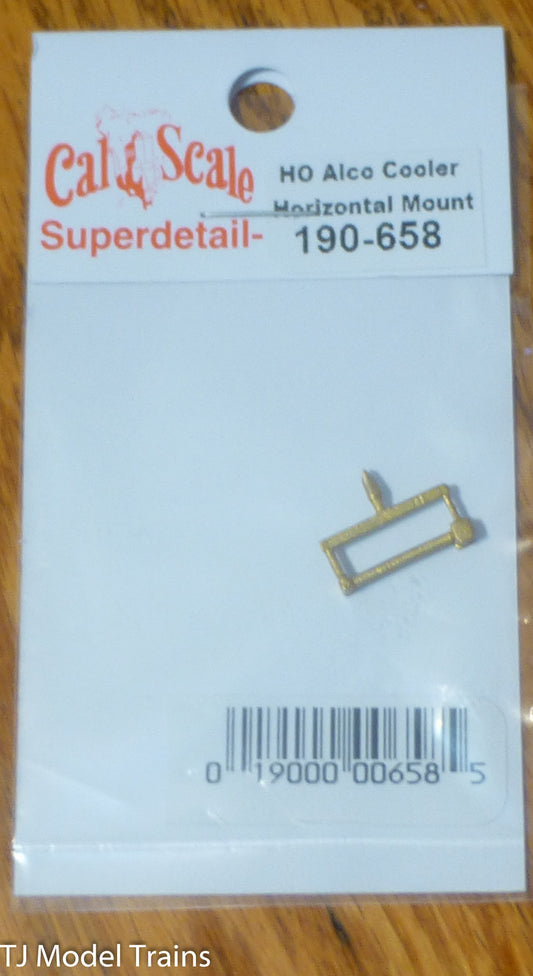 Cal Scale
HO Alco Cooler
Horizontal Mount
Superdetail-
190-658
0 19000 00658 5
TJ Model Trains